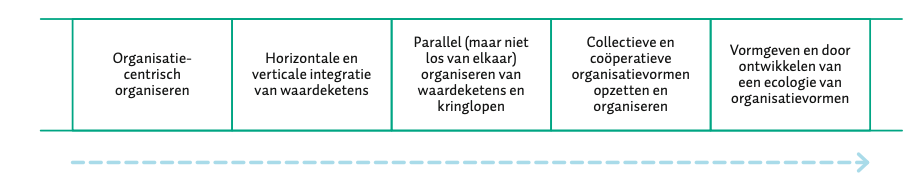 Organisatie-
centrisch
organiseren
Horizontale en
verticale integratie
van waardeketens
Parallel (maar niet
los van elkaar)
organiseren van
waardeketens en
kringlopen
Collectieve en
coöperatieve
organisatievormen
opzetten en
organiseren
Vormgeven en door
ontwikkelen van
een ecologie van
organisatievormen